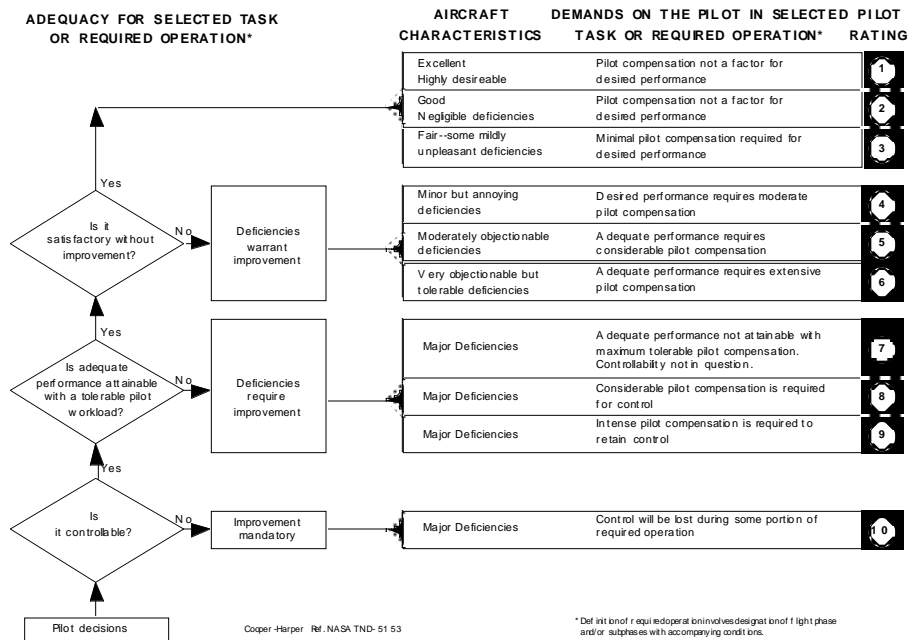 ADEQUACY FOR SELECTED TASK
OR REQUIRED OPERATION*
AIRCRAFT
CHARACTERISTICS
DEMANDS ON THE PILOT IN SELECTED
TASK OR REQUIRED OPERATION*
PILOT
RATING
Excellent
Highly desireable
Pilot compensation not a factor for
desired performance
1
Good
Negligible deficiencies
Pilot compensation not a factor for
desired performance
2
Fair--some mildly
unpleasant deficiencies
Minimal pilot compensation required for
desired performance
3
Yes
Is it
satisfactory without
improvement?
No
Deficiencies
warrant
improvement
Minor but annoying
deficiencies
Desired performance requires moderate
pilot compensation
4
Moderately objectionable
deficiencies
Adequate performance requires
considerable pilot compensation
5
Very objectionable but
tolerable deficiencies
Adequate performance requires extensive
pilot compensation
6
Yes
Is adequate
performance attainable
with a tolerable pilot
workload?
No
Deficiencies
require
improvement
Major Deficiencies
Adequate performance not attainable with
maximum tolerable pilot compensation.
Controllability not in question.
7
Major Deficiencies
Considerable pilot compensation is required
for control
8
Major Deficiencies
Intense pilot compensation is required to
retain control
9
Yes
Is
it controllable?
No
Improvement
mandatory
Major Deficiencies
Control will be lost during some portion of
required operation
10
Pilot decisions
Cooper-Harper Ref. NASA TND-5153
* Definition of required operation involves designation of flight phase
and/or subphases with accompanying conditions.